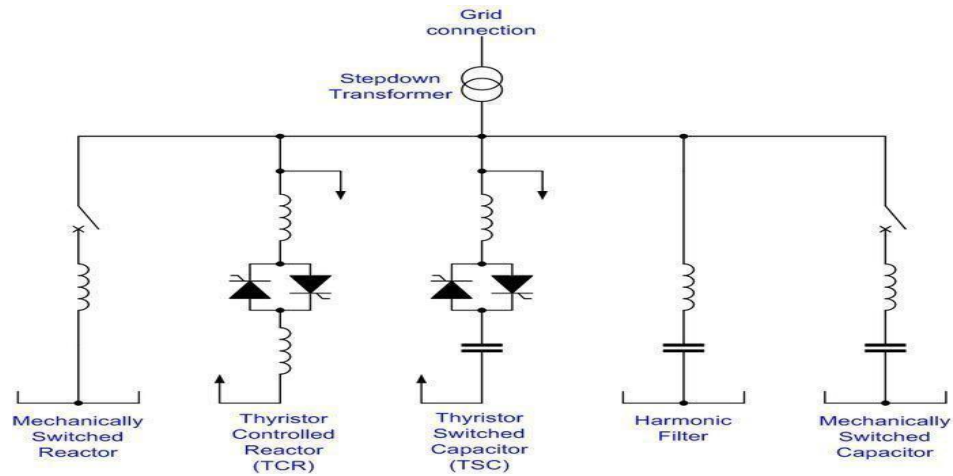 Grid
connection
Stepdown
Transformer
Mechanically
Switched
Reactor
Thyristor
Controlled
Reactor
(TCR)
Thyristor
Switched
Capacitor
(TSC)
Harmonic
Filter
Mechanically
Switched
Capacitor